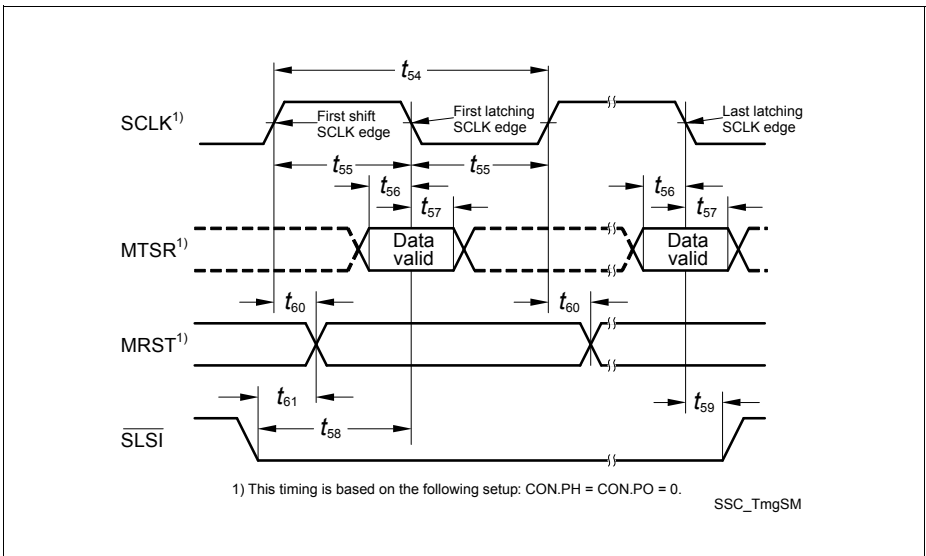 t54
SCLK1)
First shift
SCLK edge
First latching
SCLK edge
Last latching
SCLK edge
t55
t55
t56
t56
t57
t57
MTSR1)
Data
valid
Data
valid
t60
t60
MRST1)
t61
t59
t58
SLSI
1) This timing is based on the following setup: CON.PH = CON.PO = 0.
SSC_TmgSM